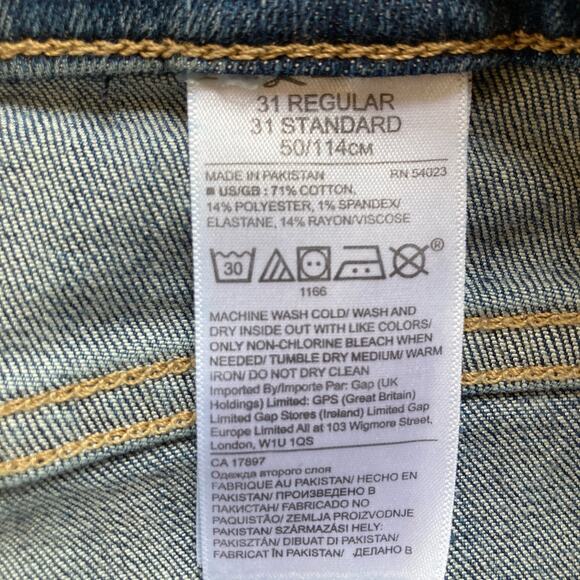 31 REGULAR
31 STANDARD
50/114CM
MADE IN PAKISTAN RN 54023
US/GB : 71% COTTON,
14% POLYESTER, 1% SPANDEX/
ELASTANE, 14% RAYON/VISCOSE
30 ®
1166
MACHINE WASH COLD/ WASH AND
DRY INSIDE OUT WITH LIKE COLORS/
ONLY NON-CHLORINE BLEACH WHEN
NEEDED/ TUMBLE DRY MEDIUM/ WARM
IRON/ DO NOT DRY CLEAN
Imported By/Importe Par: Gap (UK
Holdings) Limited: GPS (Great Britain)
Limited Gap Stores (Ireland) Limited Gap
Europe Limited All at 103 Wigmore Street,
London, W1U 1QS
CA 17897
Одежда второго слоя
FABRIQUE AU PAKISTAN/ HECHO EN
PAKISTAN/ ПРОИЗВЕДЕНО В
ПАКИСТАН/ FABRICADO NO
PAQUISTÃO/ ZEMLJA PROIZVODNJE
PAKISTAN/ SZÁRMAZÁSI HELY:
PAKISZTÁN/ DIBUAT DI PAKISTAN/
FABBICAT ÎN PAKISTAN/ ДЕЛАНО В